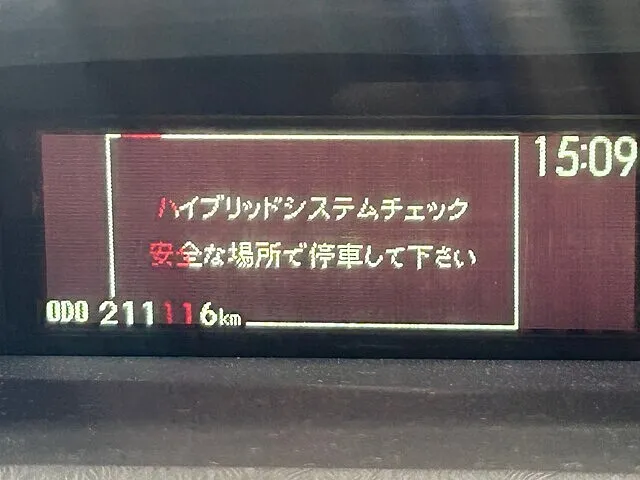 15:09
ハイブリッドシステムチェック
安全な場所で停車して下さい
ODO 211116km